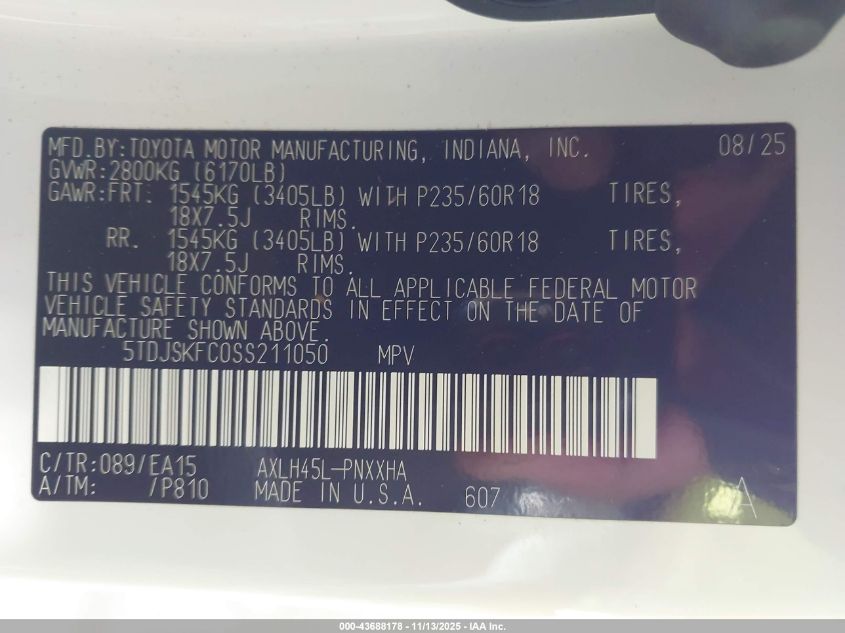 MFD.BY:TOYOTA MOTOR MANUFACTURING, INDIANA, INC. 08/25
GVWR:2800KG (6170LB)
GAWR:FRT. 1545KG (3405LB) WITH P235/60R18 TIRES,
18X7.5J RIMS.
RR. 1545KG (3405LB) WITH P235/60R18 TIRES,
18X7.5J RIMS.
THIS VEHICLE CONFORMS TO ALL APPLICABLE FEDERAL MOTOR
VEHICLE SAFETY STANDARDS IN EFFECT ON THE DATE OF
MANUFACTURE SHOWN ABOVE.
5TDJSKFC0SS211050 MPV
C/TR:089/EA15 AXLH45L-PNXXHA
A/TM: /P810 MADE IN U.S.A. 607 A
000-43688178 - 11/13/2025 - IAA Inc.